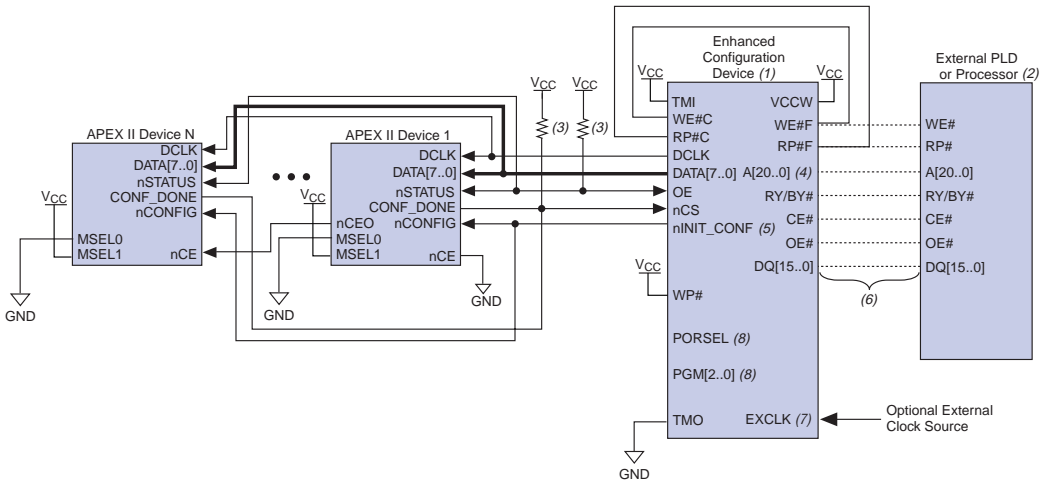 Enhanced
Configuration
Device (1)
External PLD
or Processor (2)
VCC
VCC
VCC
VCC
TMI
WE#C
RP#C
DCLK
DATA[7..0]
OE
nCS
nINIT_CONF (5)
VCC
WP#
PORSEL (8)
PGM[2..0] (8)
TMO
GND
VCCW
WE#F
RP#F
A[20..0] (4)
RY/BY#
CE#
OE#
DQ[15..0]
EXCLK (7)
(6)
WE#
RP#
A[20..0]
RY/BY#
CE#
OE#
DQ[15..0]
Optional External
Clock Source
(3)
(3)
APEX II Device N
DCLK
DATA[7..0]
nSTATUS
CONF_DONE
nCONFIG
VCC
MSEL0
MSEL1
nCE
GND
APEX II Device 1
DCLK
DATA[7..0]
nSTATUS
CONF_DONE
nCONFIG
VCC
nCEO
MSEL0
MSEL1
nCE
GND
GND